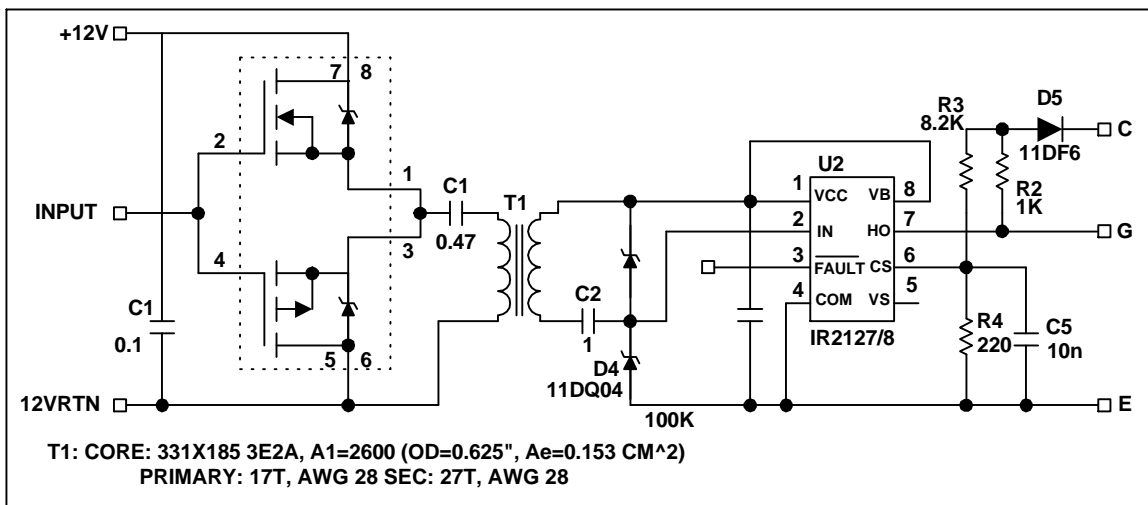 +12V
7 8
2
1
INPUT
4
3
C1
0.47
T1
C1
0.1
5 6
12VRTN
C2
1
D4
11DQ04
100K
U2
1 VCC VB 8
2 IN HO 7
3 FAULT CS 6
4 COM VS 5
IR2127/8
R3
8.2K
D5
11DF6
C
R2
1K
G
R4
220
C5
10n
E
T1: CORE: 331X185 3E2A, A1=2600 (OD=0.625", Ae=0.153 CM^2)
PRIMARY: 17T, AWG 28 SEC: 27T, AWG 28